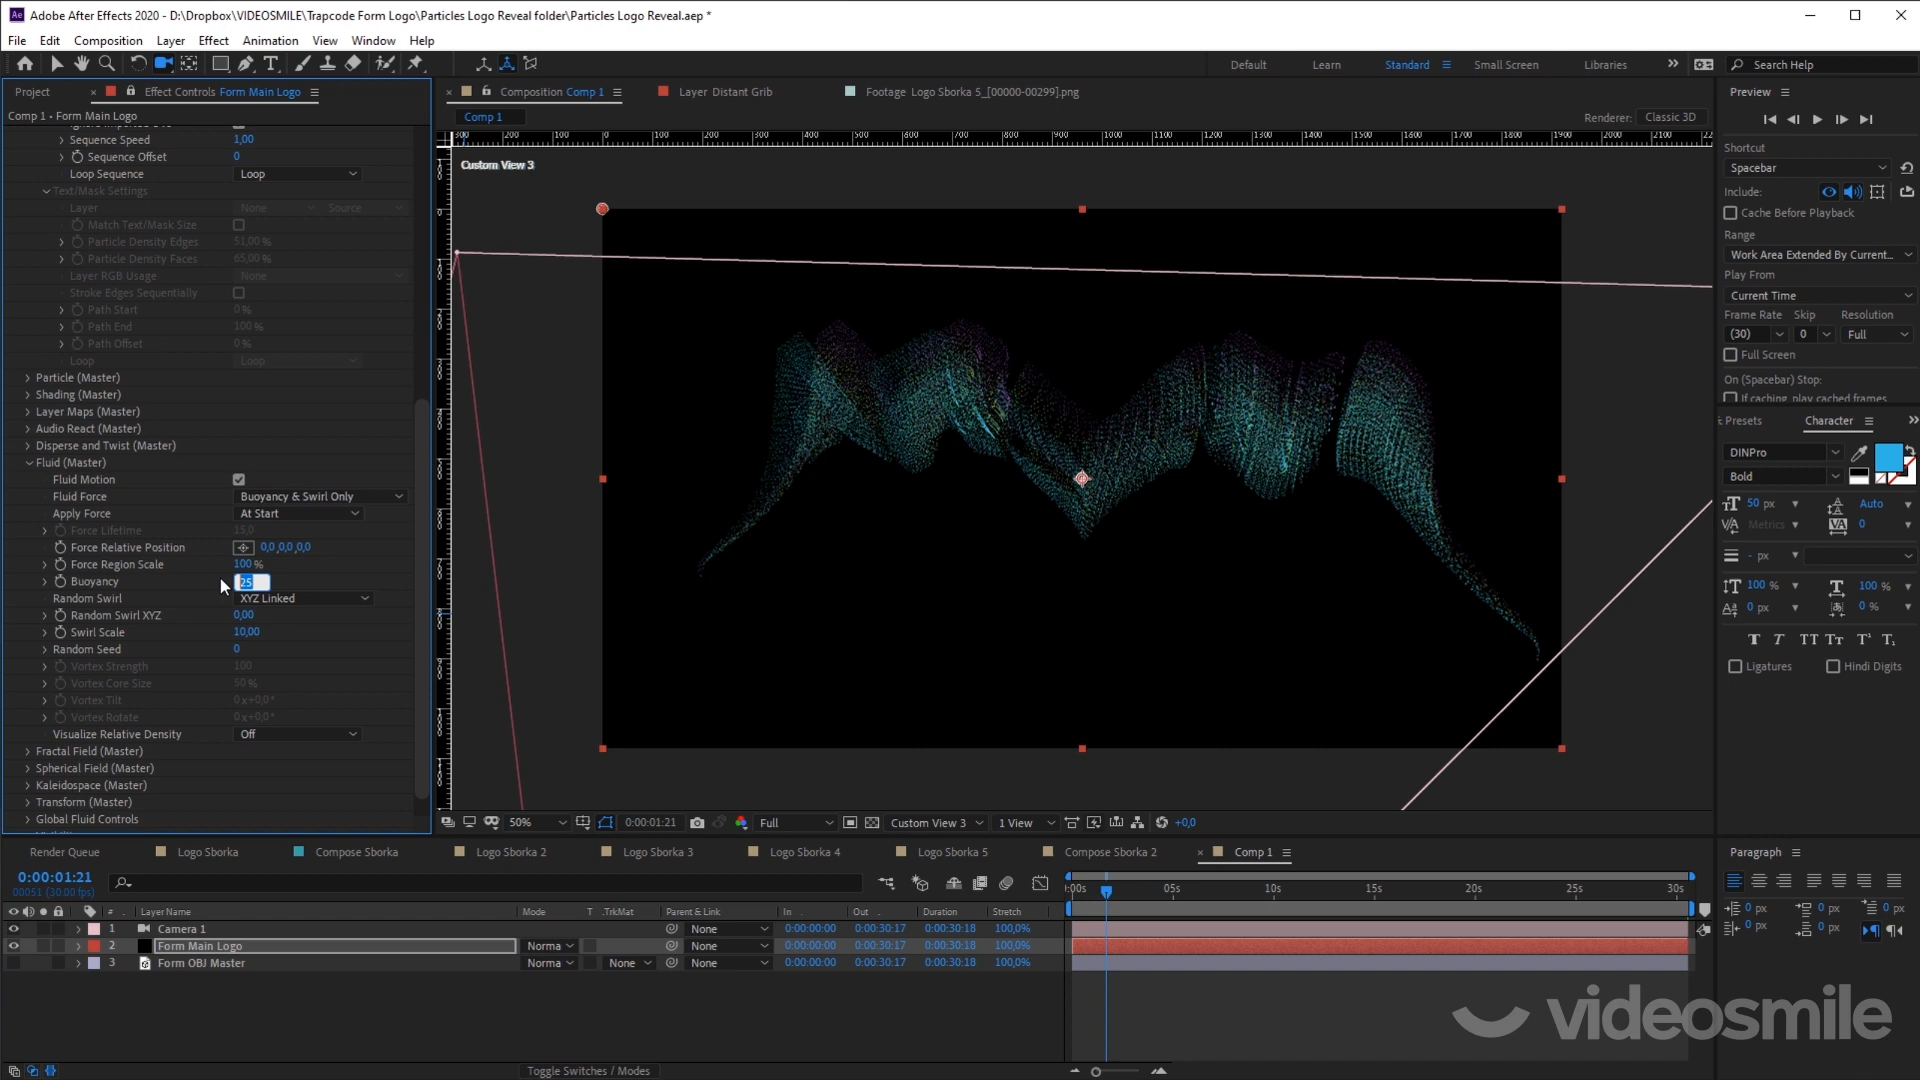 Adobe After Effects 2020 - D:\Dropbox\VIDEOSMILE\Trapcode Form Logo\Particles Logo Reveal folder\Particles Logo Reveal.aep *
File Edit Composition Layer Effect Animation View Window Help
Default Learn Standard Small Screen Libraries Search Help
Project Effect Controls Form Main Logo
Composition Comp 1 Layer Distant Grib Footage Logo Sborka 5_[00000-00299].png
Preview
Comp 1 • Form Main Logo
Comp 1
Renderer: Classic 3D
Sequence Speed 1,00
Sequence Offset 0
Loop Sequence Loop
Text/Mask Settings
Layer None Source
Match Text/Mask Size
Particle Density Edges 51,00 %
Particle Density Faces 65,00 %
Layer RGB Usage None
Stroke Edges Sequentially
Path Start 0 %
Path End 100 %
Path Offset 0 %
Loop Loop
Particle (Master)
Shading (Master)
Layer Maps (Master)
Audio React (Master)
Disperse and Twist (Master)
Fluid (Master)
Fluid Motion
Fluid Force Buoyancy & Swirl Only
Apply Force At Start
Force Lifetime 15,0
Force Relative Position 0,0,0,0,0
Force Region Scale 100 %
Buoyancy 25
Random Swirl XYZ Linked
Random Swirl XYZ 0,00
Swirl Scale 10,00
Random Seed 0
Vortex Strength 100
Vortex Core Size 50 %
Vortex Tilt 0x+0,0°
Vortex Rotate 0x+0,0°
Visualize Relative Density Off
Fractal Field (Master)
Spherical Field (Master)
Kaleidospace (Master)
Transform (Master)
Global Fluid Controls
Custom View 3
50% 0:00:01:21 Full Custom View 3 1 View +0,0
Shortcut
Spacebar
Include:
Cache Before Playback
Range
Work Area Extended By Current...
Play From
Current Time
Frame Rate Skip Resolution
(30) 0 Full
Full Screen
On (Spacebar) Stop:
If caching, play cached frames
Presets Character
DINPro
Bold
50 px Auto
Metrics 0
- px
100 % 100 %
0 px 0 %
T T TT Tт T¹ T₁
Ligatures Hindi Digits
Render Queue Logo Sborka Compose Sborka Logo Sborka 2 Logo Sborka 3 Logo Sborka 4 Logo Sborka 5 Compose Sborka 2 Comp 1
Paragraph
0 px 0 px 0 px
0 px 0 px
0:00:01:21
00051 (30.00 fps)
:00s 05s 10s 15s 20s 25s 30s
# Layer Name Mode T .TrkMat Parent & Link In Out Duration Stretch
1 Camera 1 None 0:00:00:00 0:00:30:17 0:00:30:18 100,0%
2 Form Main Logo Norma None 0:00:00:00 0:00:30:17 0:00:30:18 100,0%
3 Form OBJ Master Norma None None 0:00:00:00 0:00:30:17 0:00:30:18 100,0%
Toggle Switches / Modes
videosmile